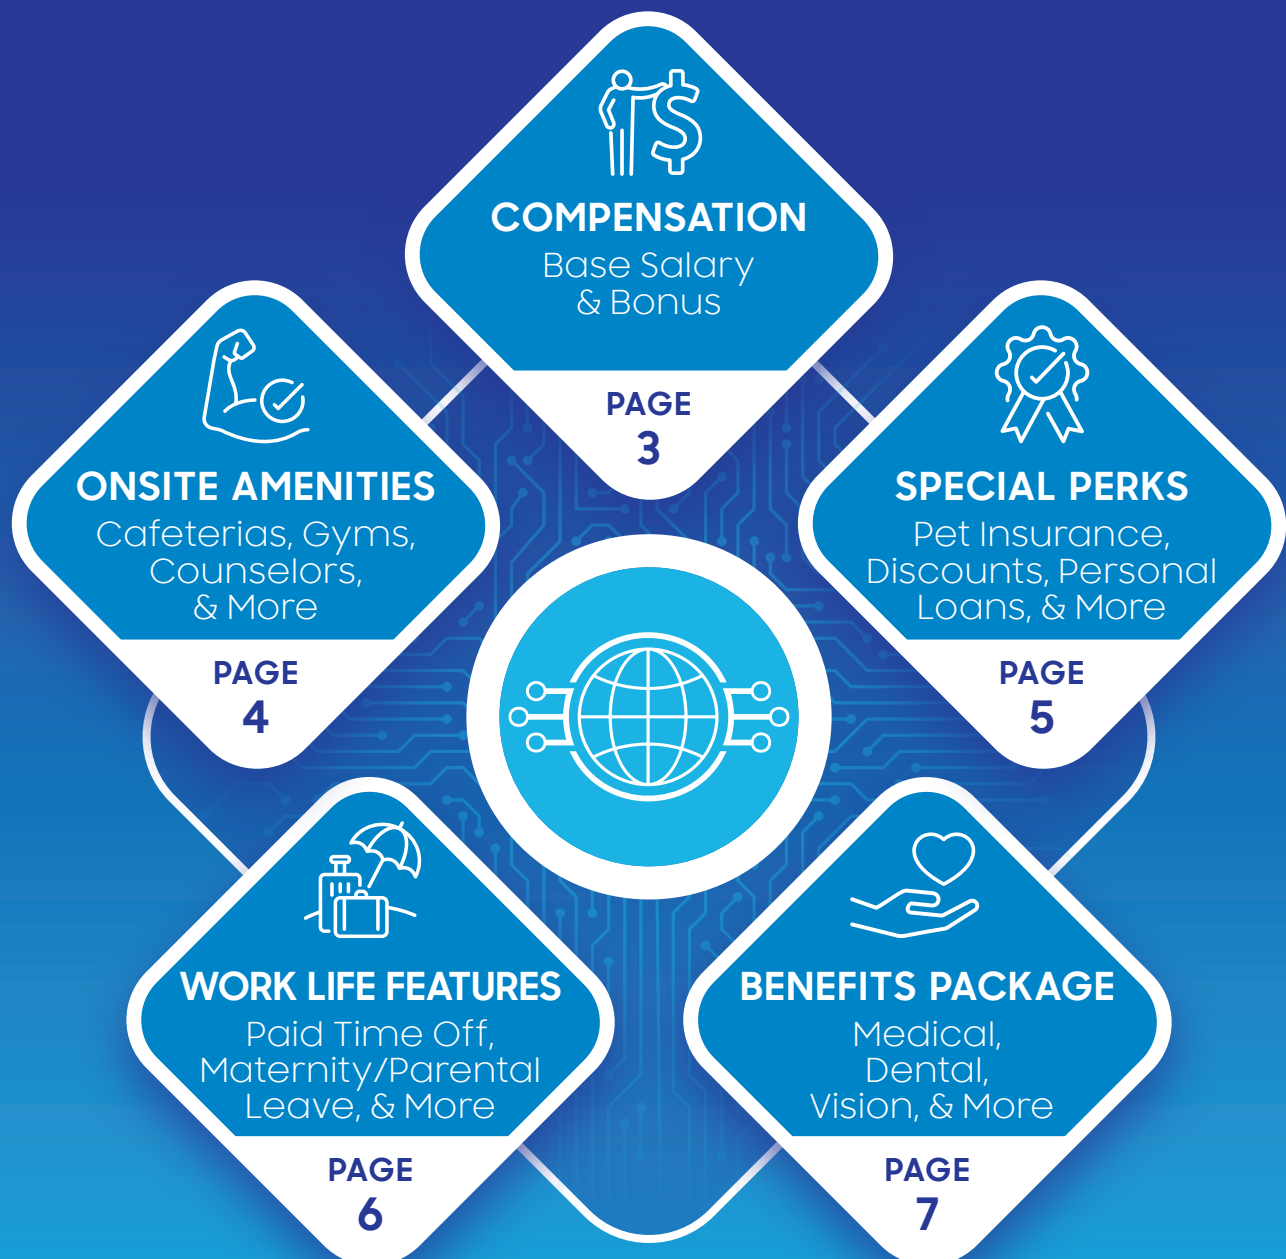 COMPENSATION
Base Salary
& Bonus
PAGE
3
ONSITE AMENITIES
Cafeterias, Gyms,
Counselors,
& More
PAGE
4
SPECIAL PERKS
Pet Insurance,
Discounts, Personal
Loans, & More
PAGE
5
WORK LIFE FEATURES
Paid Time Off,
Maternity/Parental
Leave, & More
PAGE
6
BENEFITS PACKAGE
Medical,
Dental,
Vision, & More
PAGE
7